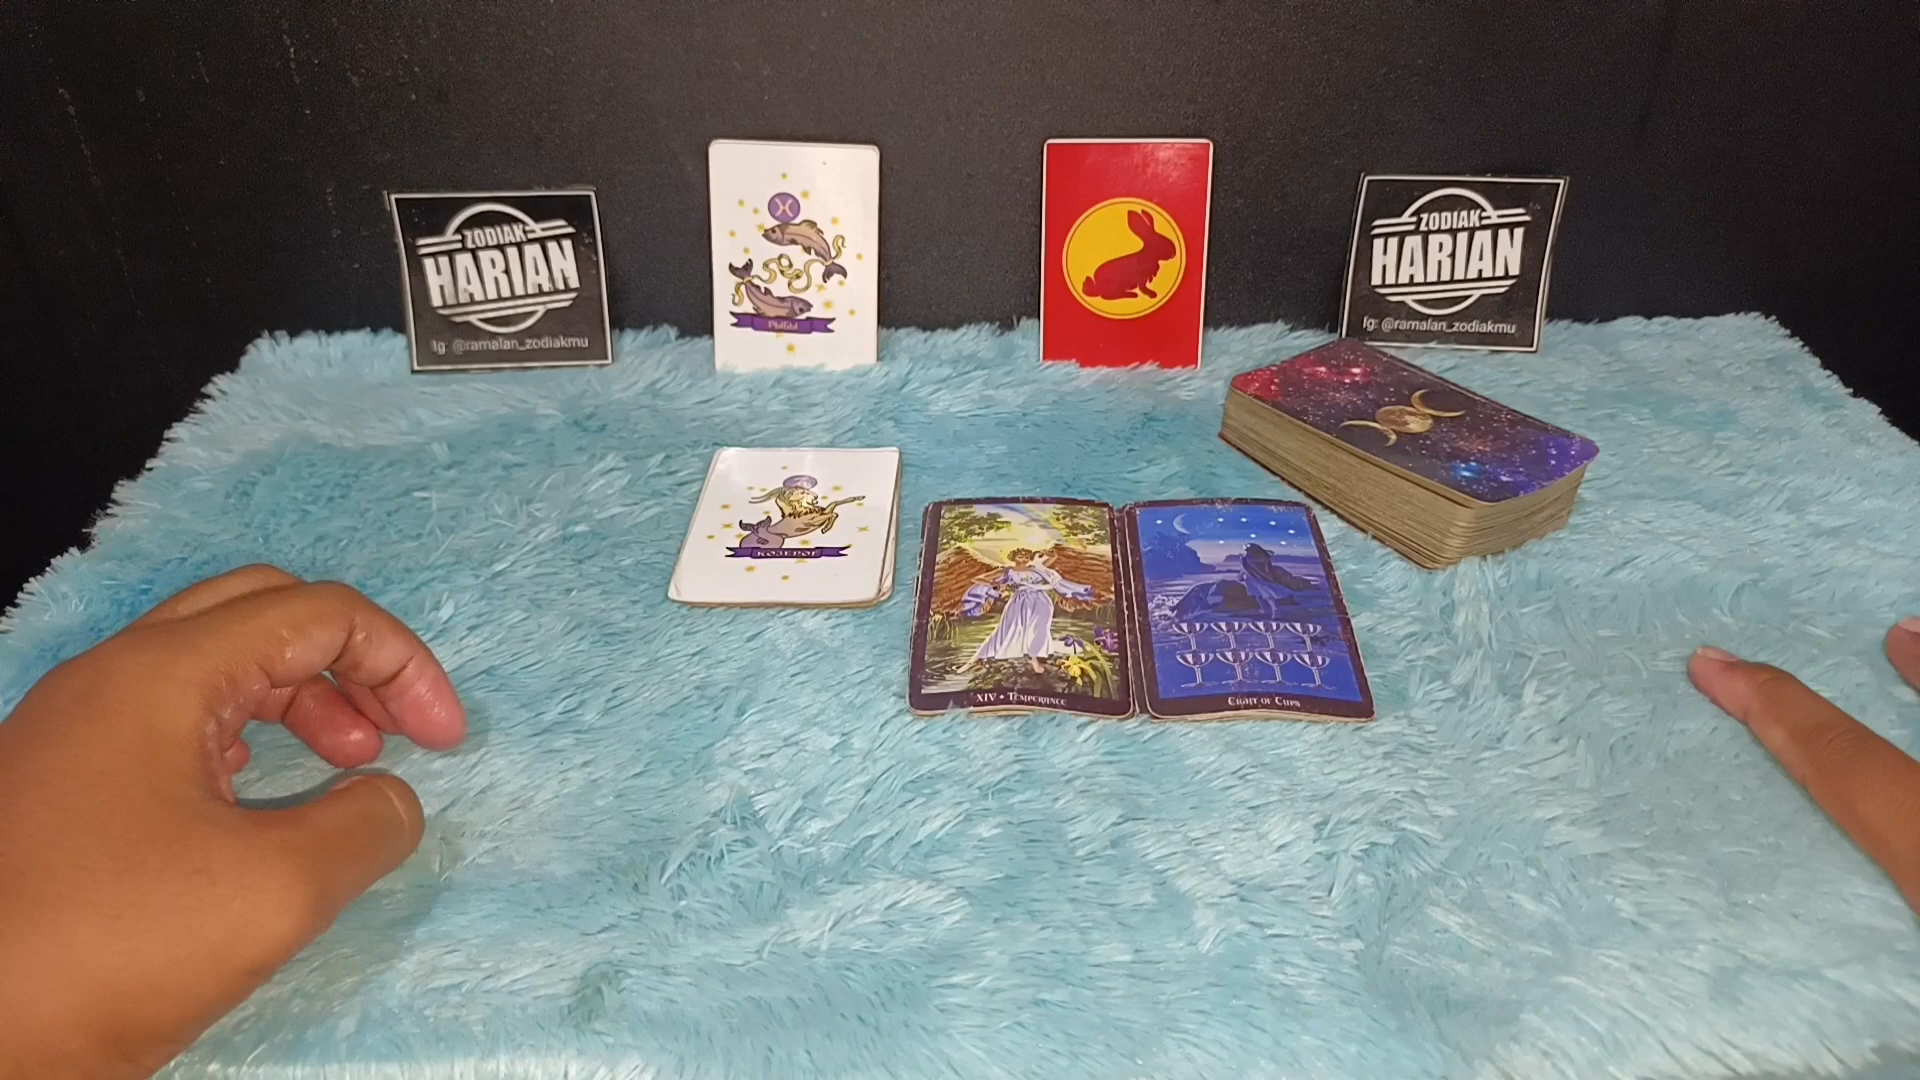 ZODIAK
HARIAN
Ig: @ramalan_zodiakmu
РЫБЫ
ZODIAK
HARIAN
Ig: @ramalan_zodiakmu
КОЗЕРОГ
XIV • TEMPERANCE
EIGHT OF CUPS